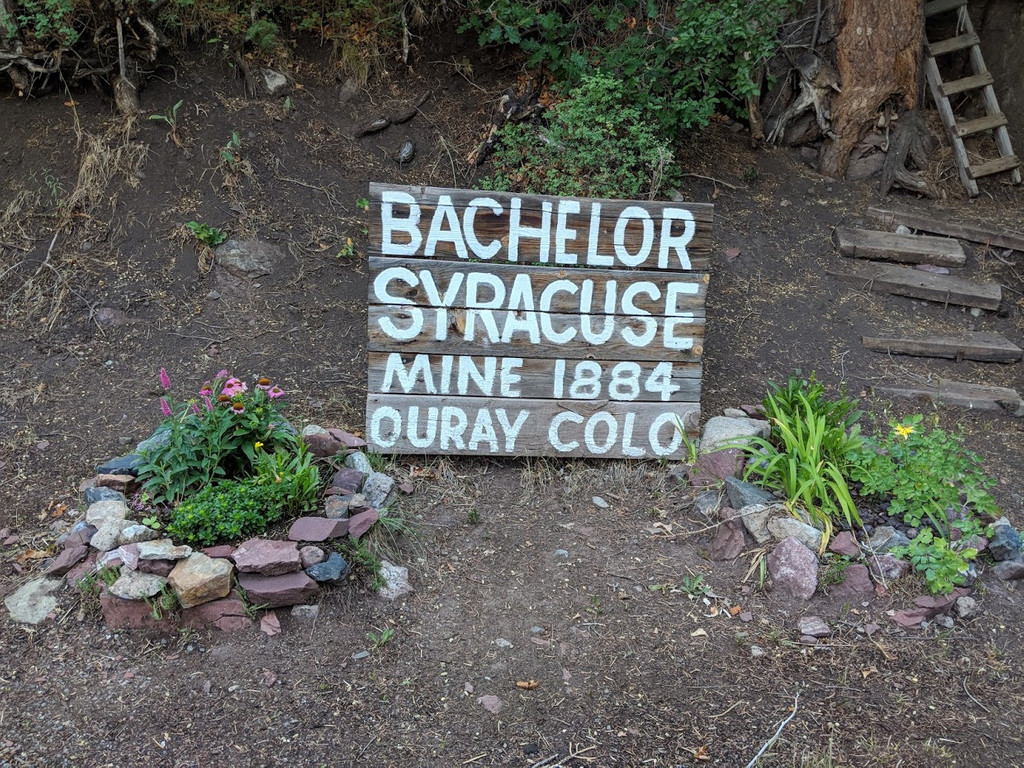 BACHELOR
SYRACUSE
MINE 1884
OURAY COLO